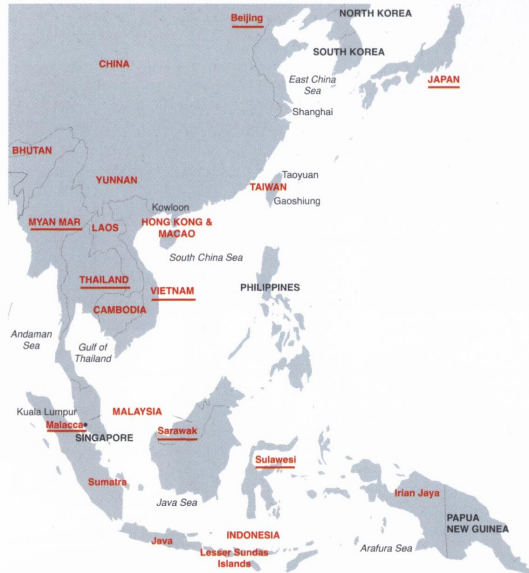 Beijing
NORTH KOREA
SOUTH KOREA
CHINA
East China
Sea
JAPAN
Shanghai
BHUTAN
YUNNAN
TAIWAN
Taoyuan
Gaoshiung
Kowloon
MYAN MAR
LAOS
HONG KONG &
MACAO
South China Sea
THAILAND
VIETNAM
PHILIPPINES
CAMBODIA
Andaman
Sea
Gulf of
Thailand
Kuala Lumpur
MALAYSIA
Malacca
SINGAPORE
Sarawak
Sulawesi
Sumatra
Irian Jaya
Java Sea
PAPUA
NEW GUINEA
Java
INDONESIA
Arafura Sea
Lesser Sundas
Islands